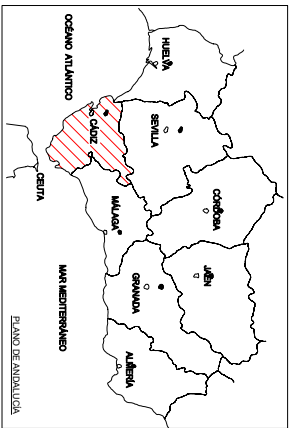 HUELVA
SEVILLA
CÓRDOBA
JAÉN
CÁDIZ
MÁLAGA
GRANADA
ALMERÍA
OCÉANO ATLÁNTICO
CEUTA
MAR MEDITERRÁNEO
PLANO DE ANDALUCÍA